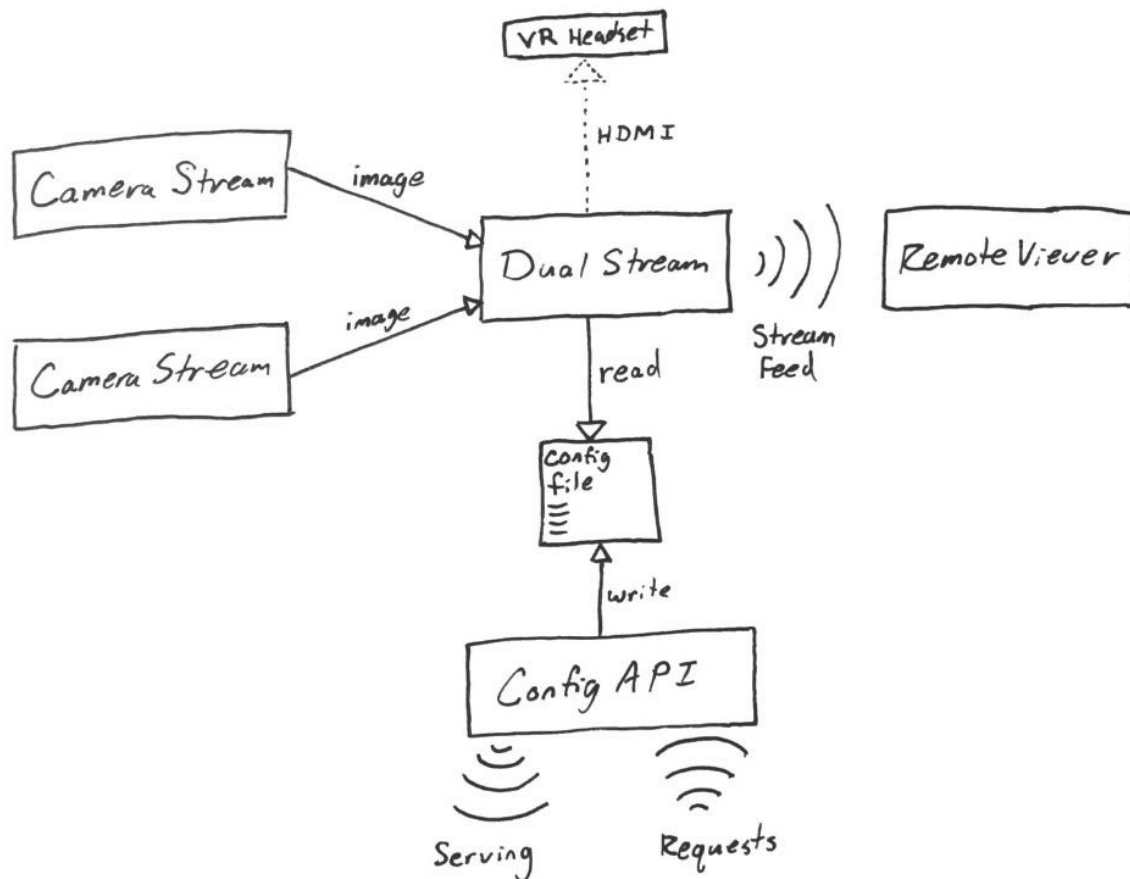 VR Headset
HDMI
Camera Stream
image
Dual Stream
Remote Viewer
image
Camera Stream
Stream
Feed
read
config
file
write
Config API
Serving
Requests